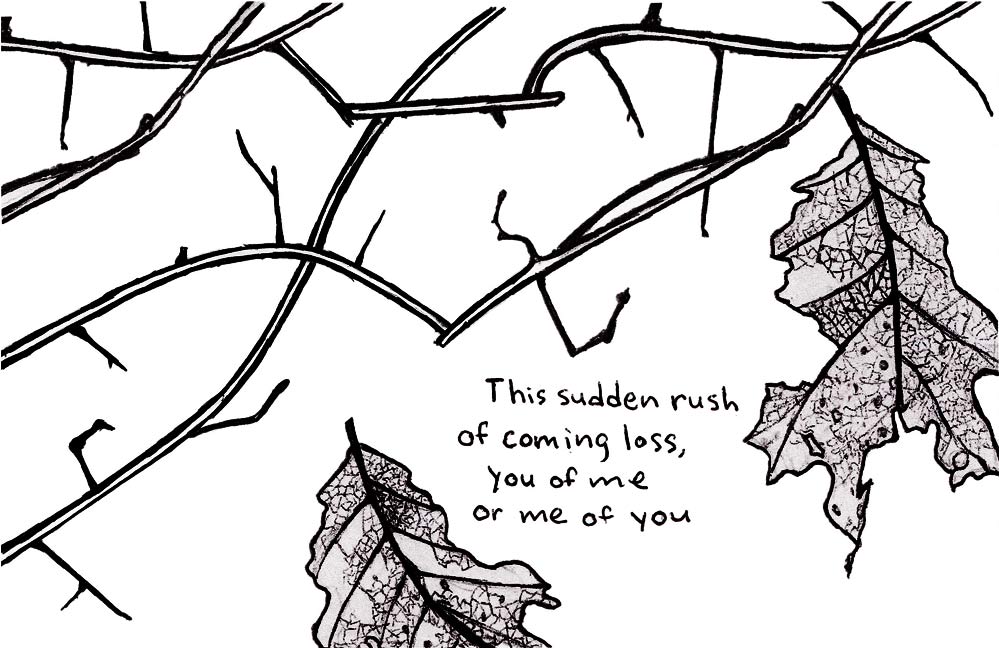 This sudden rush
of coming loss,
you of me
or me of you